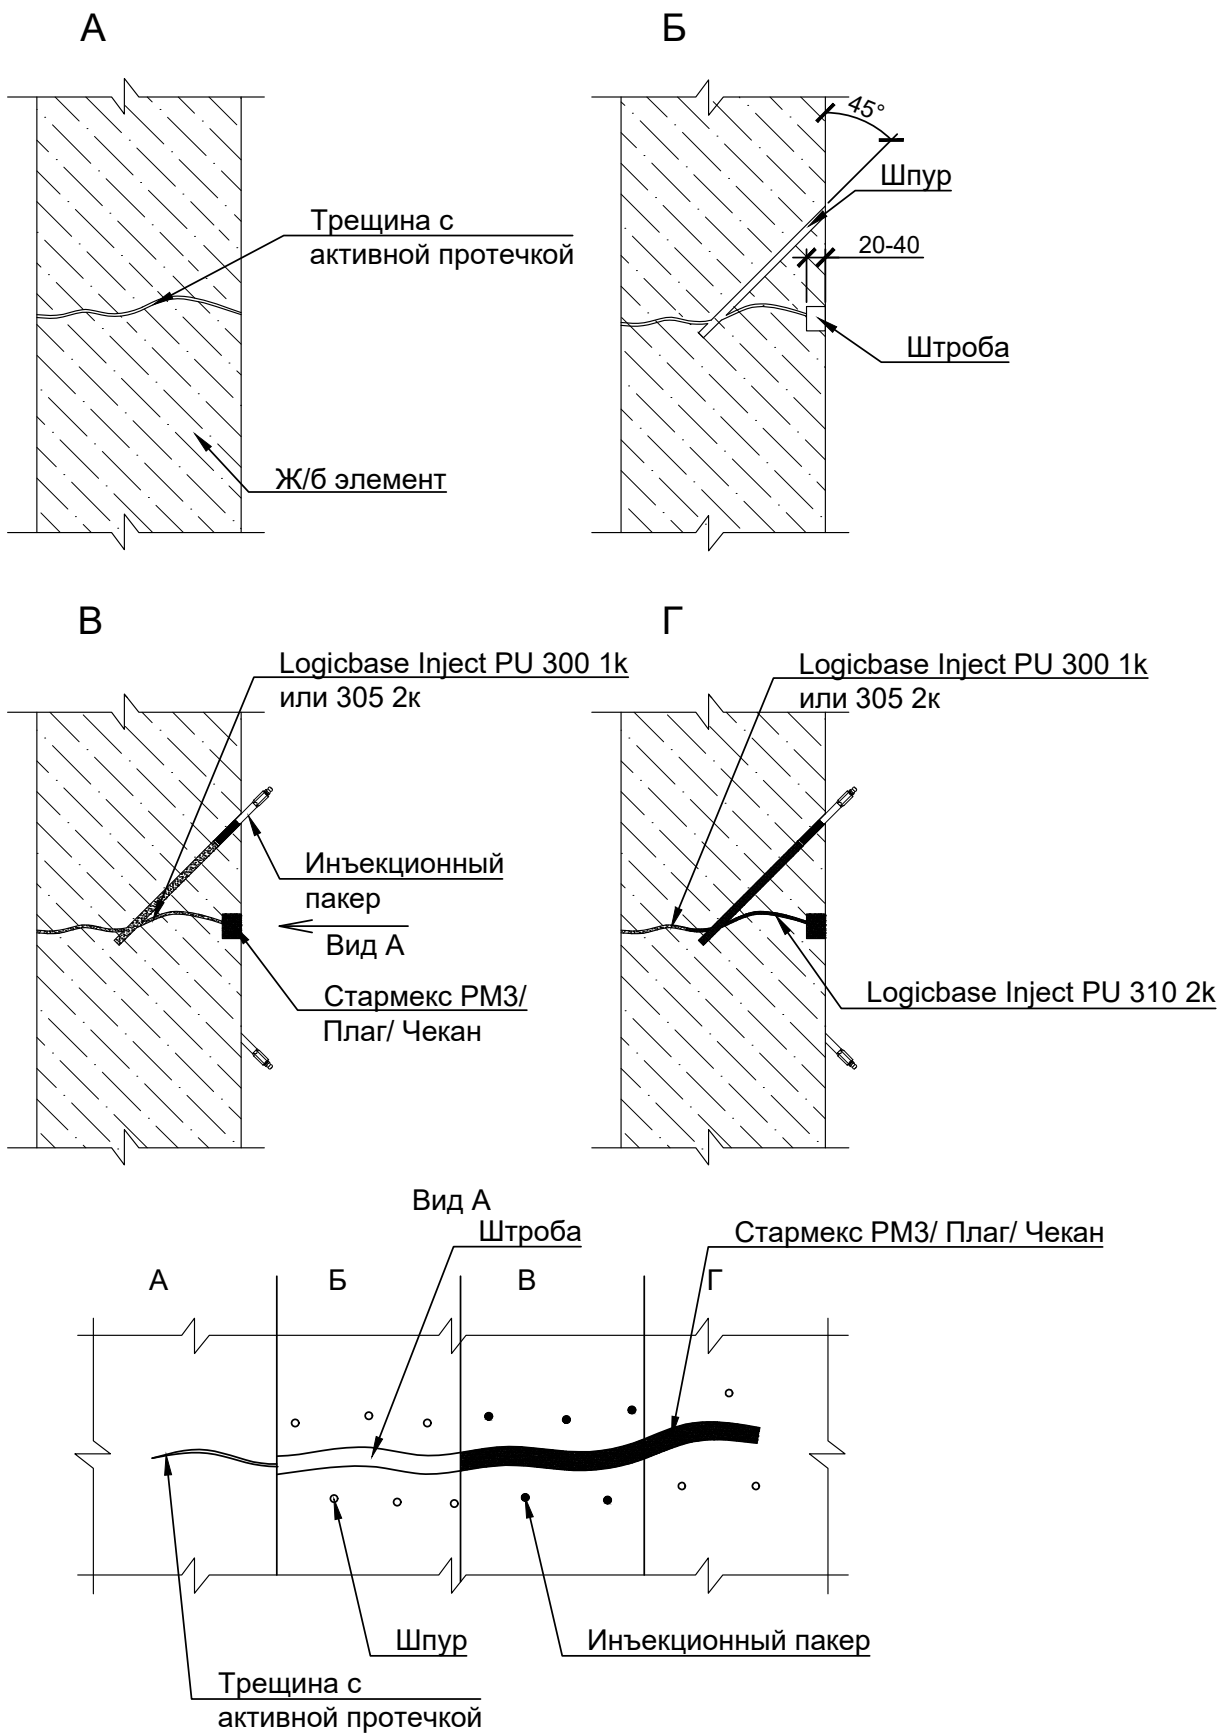 А
Б
45°
Шпур
Трещина с
активной протечкой
20-40
Штроба
Ж/б элемент
В
Г
Logicbase Inject PU 300 1k
или 305 2к
Logicbase Inject PU 300 1k
или 305 2к
Инъекционный
пакер
Вид А
Стармекс РМ3/
Плаг/ Чекан
Logicbase Inject PU 310 2k
Вид А
Штроба
Стармекс РМ3/ Плаг/ Чекан
А
Б
В
Г
Шпур
Инъекционный пакер
Трещина с
активной протечкой